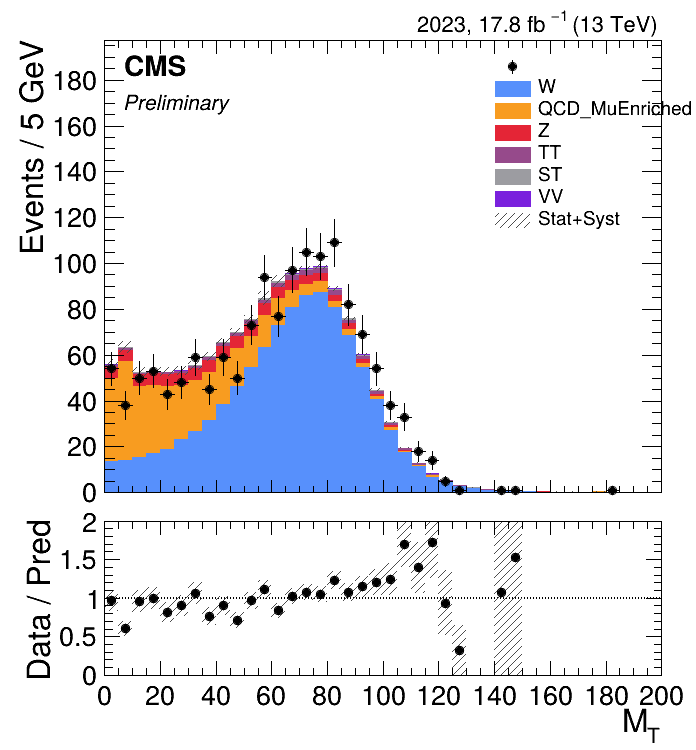 2023, 17.8 fb⁻¹ (13 TeV)
CMS
Preliminary
W
QCD_MuEnriched
Z
TT
ST
VV
Stat+Syst
Events / 5 GeV
180
160
140
120
100
80
60
40
20
0
Data / Pred
2
1.5
1
0.5
0
0 20 40 60 80 100 120 140 160 180 200
M_T